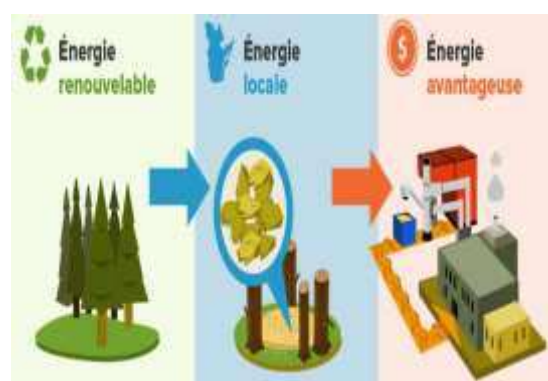 Énergie
renouvelable
Énergie
locale
$
Énergie
avantageuse